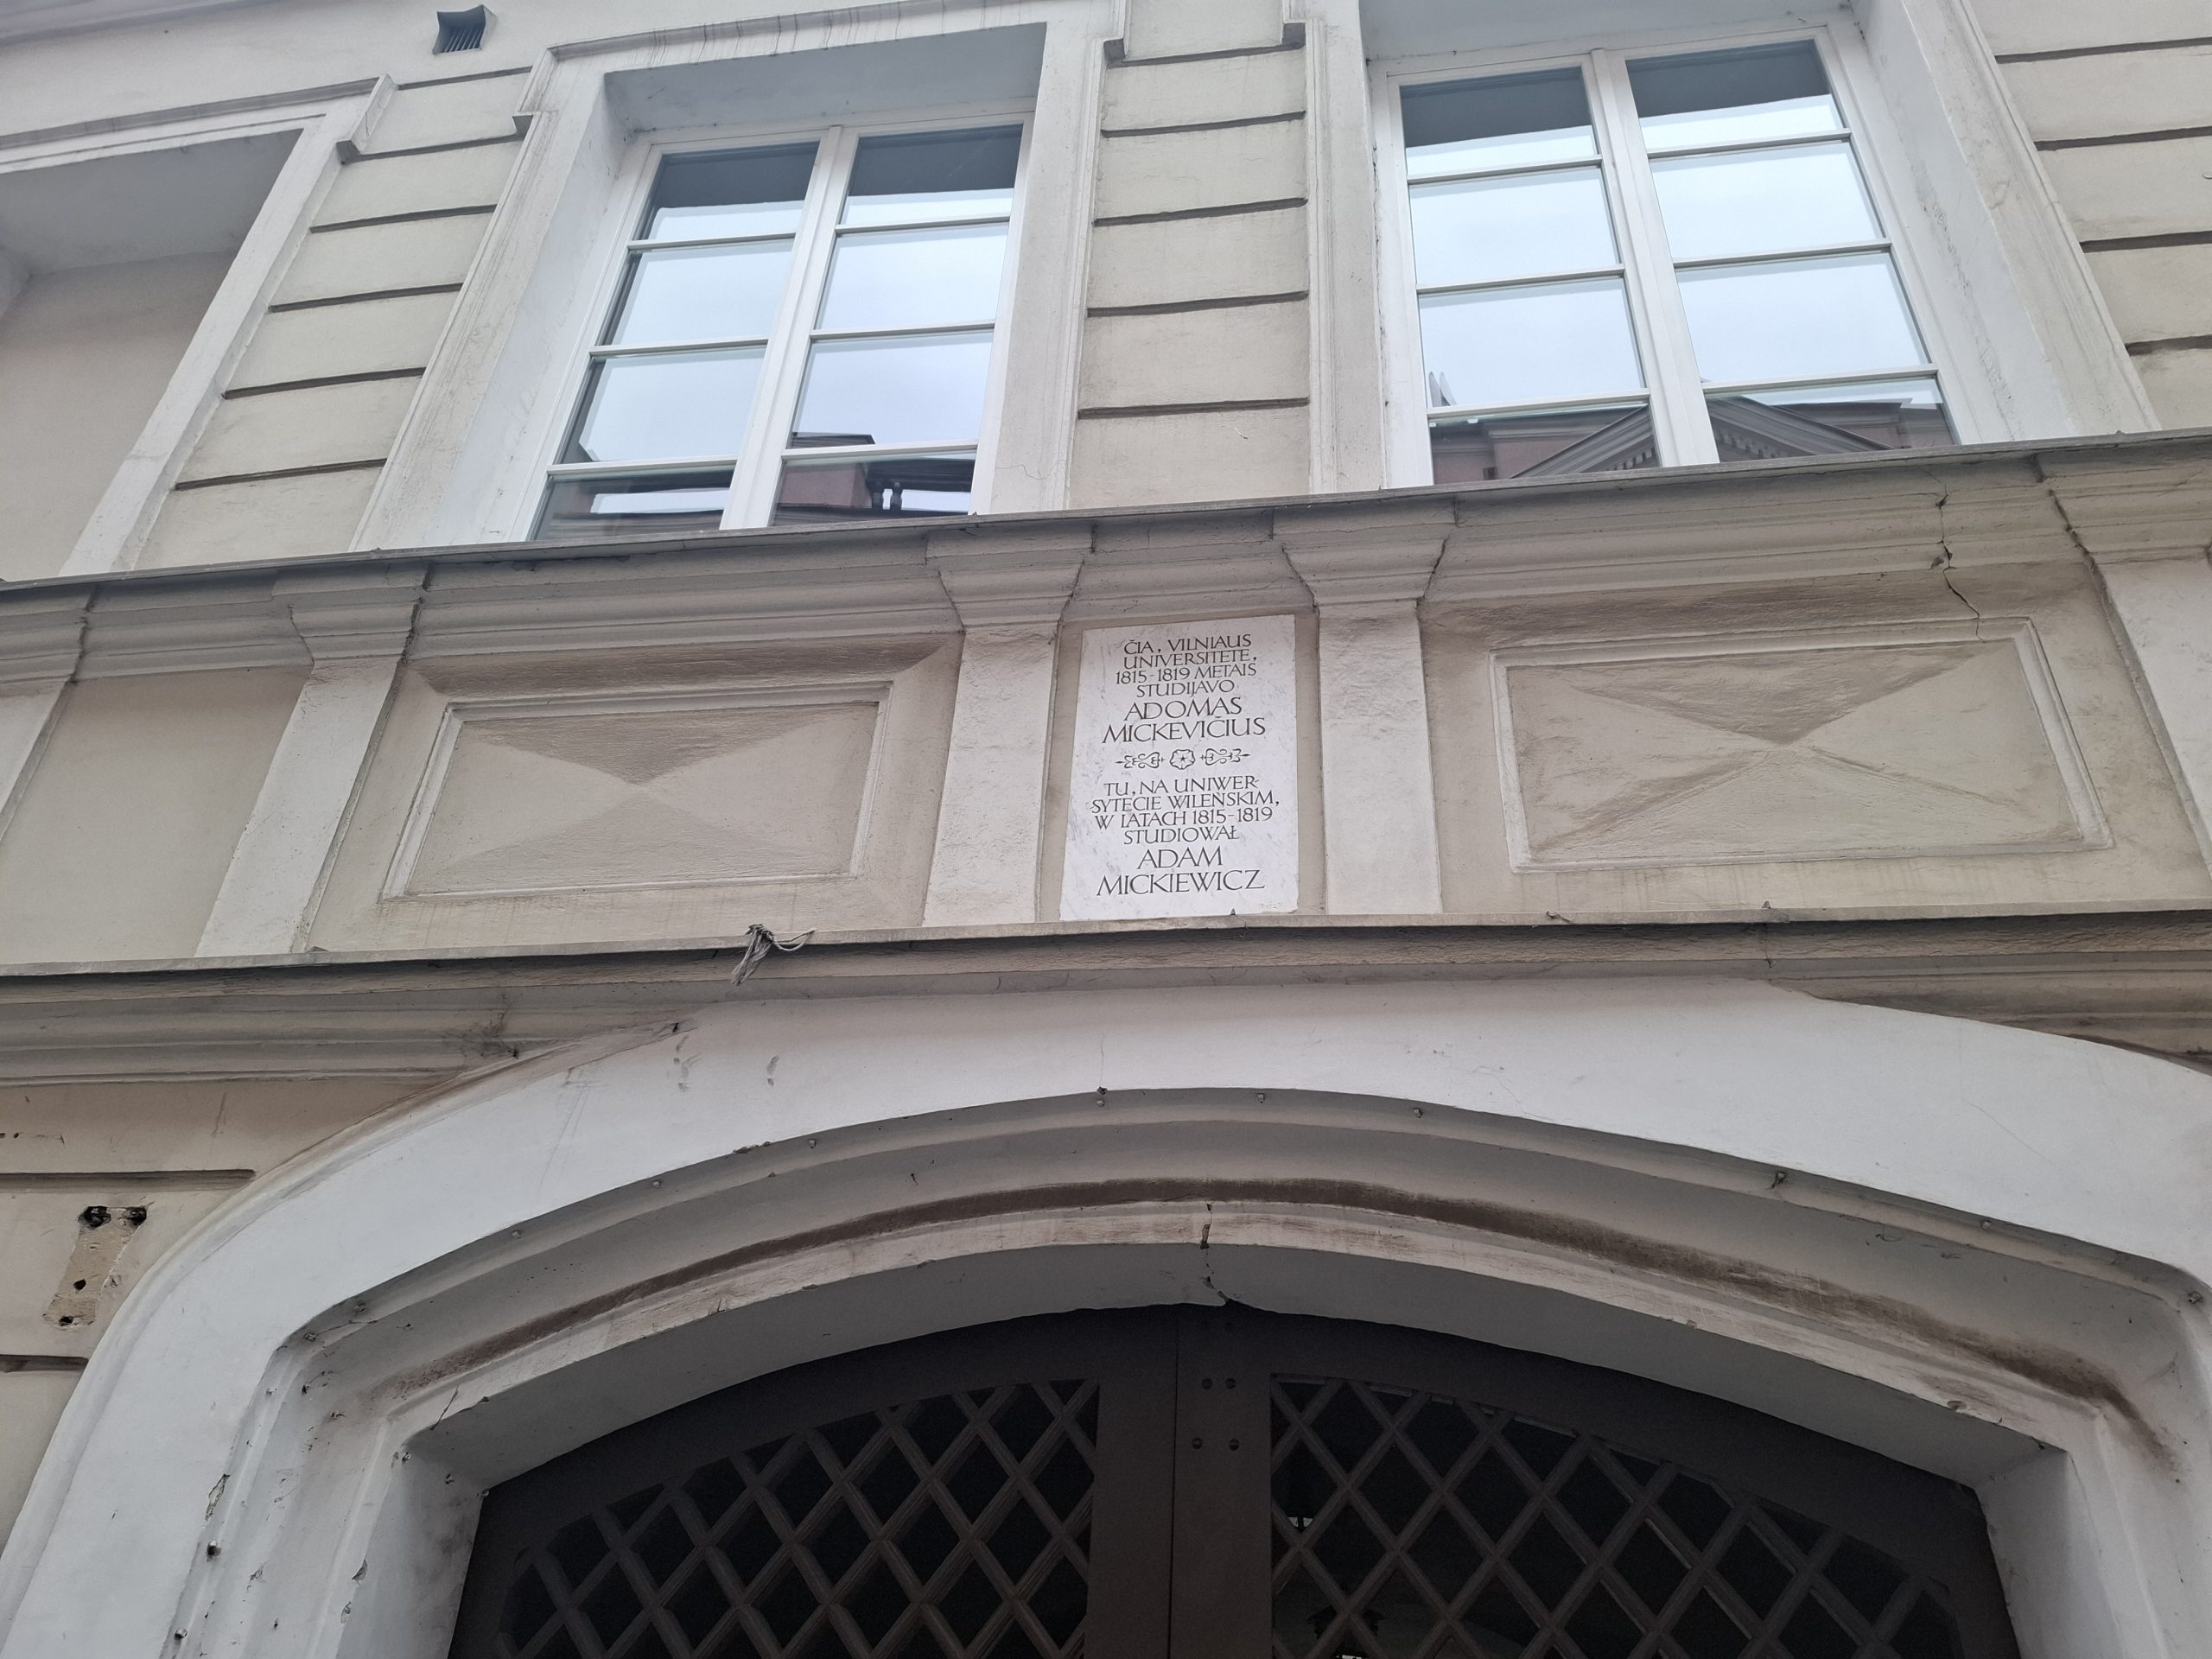 ČIA, VILNIAUS
UNIVERSITETE,
1815-1819 METAIS
STUDIJAVO
ADOMAS
MICKEVIČIUS
TU, NA UNIWER-
SYTECIE WILEŃSKIM,
W LATACH 1815-1819
STUDIOWAŁ
ADAM
MICKIEWICZ